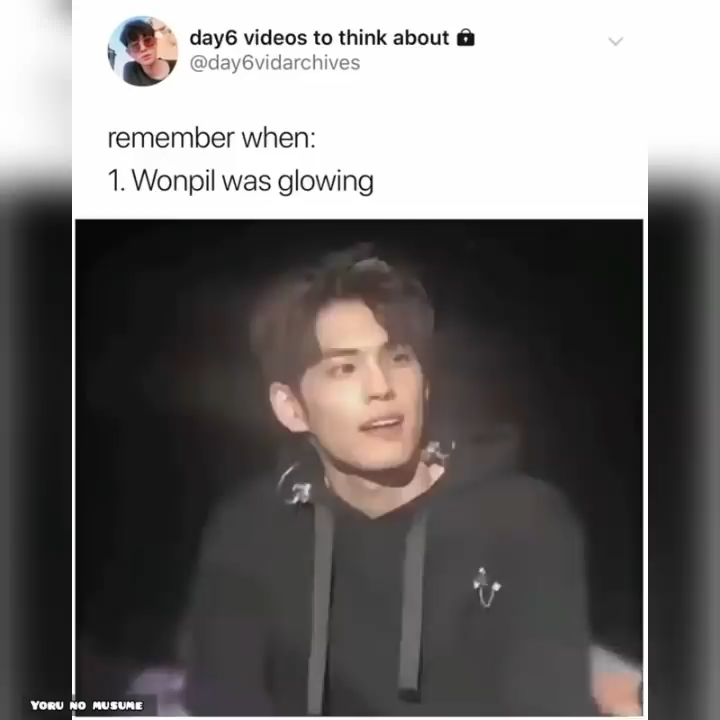 day6 videos to think about
@day6vidarchives
remember when:
1. Wonpil was glowing
YORU NO MUSUME